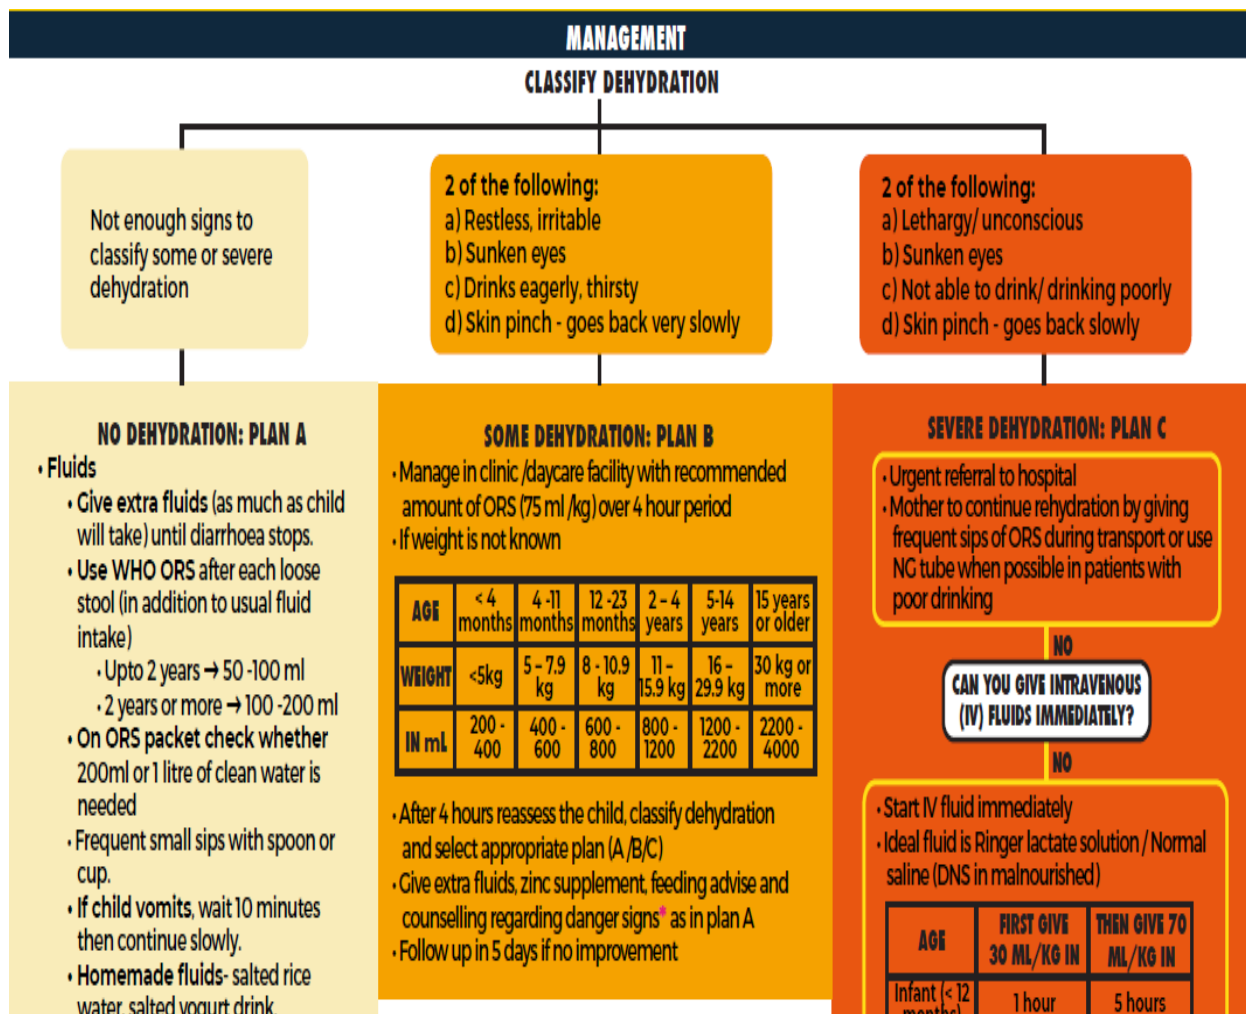 MANAGEMENT
CLASSIFY DEHYDRATION
Not enough signs to
classify some or severe
dehydration
2 of the following:
a) Restless, irritable
b) Sunken eyes
c) Drinks eagerly, thirsty
d) Skin pinch - goes back very slowly
2 of the following:
a) Lethargy/ unconscious
b) Sunken eyes
c) Not able to drink/ drinking poorly
d) Skin pinch - goes back slowly
NO DEHYDRATION: PLAN A
• Fluids
• Give extra fluids (as much as child
will take) until diarrhoea stops.
• Use WHO ORS after each loose
stool (in addition to usual fluid
intake)
• Upto 2 years → 50 -100 ml
• 2 years or more → 100 -200 ml
• On ORS packet check whether
200ml or 1 litre of clean water is
needed
• Frequent small sips with spoon or
cup.
• If child vomits, wait 10 minutes
then continue slowly.
• Homemade fluids- salted rice
water, salted yogurt drink,
SOME DEHYDRATION: PLAN B
• Manage in clinic /daycare facility with recommended
amount of ORS (75 ml /kg) over 4 hour period
• If weight is not known
AGE < 4 months 4 -11 months 12 -23 months 2 – 4 years 5-14 years 15 years or older
WEIGHT <5kg 5 – 7.9 kg 8 - 10.9 kg 11 – 15.9 kg 16 – 29.9 kg 30 kg or more
IN mL 200 - 400 400 - 600 600 - 800 800 - 1200 1200 - 2200 2200 - 4000
• After 4 hours reassess the child, classify dehydration
and select appropriate plan (A /B/C)
• Give extra fluids, zinc supplement, feeding advise and
counselling regarding danger signs* as in plan A
• Follow up in 5 days if no improvement
SEVERE DEHYDRATION: PLAN C
• Urgent referral to hospital
• Mother to continue rehydration by giving
frequent sips of ORS during transport or use
NG tube when possible in patients with
poor drinking
NO
CAN YOU GIVE INTRAVENOUS
(IV) FLUIDS IMMEDIATELY?
NO
• Start IV fluid immediately
• Ideal fluid is Ringer lactate solution / Normal
saline (DNS in malnourished)
AGE FIRST GIVE 30 ML/KG IN THEN GIVE 70 ML/KG IN
Infant (< 12 months) 1 hour 5 hours